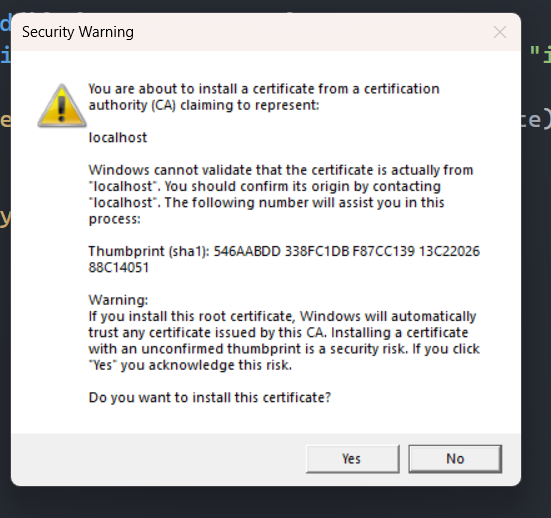 Security Warning
"i
You are about to install a certificate from a certification
authority (CA) claiming to represent:
localhost
Windows cannot validate that the certificate is actually from
"localhost". You should confirm its origin by contacting
"localhost". The following number will assist you in this
process:
Thumbprint (sha1): 546AABDD 338FC1DB F87CC139 13C22026
88C14051
Warning:
If you install this root certificate, Windows will automatically
trust any certificate issued by this CA. Installing a certificate
with an unconfirmed thumbprint is a security risk. If you click
"Yes" you acknowledge this risk.
Do you want to install this certificate?
Yes
No